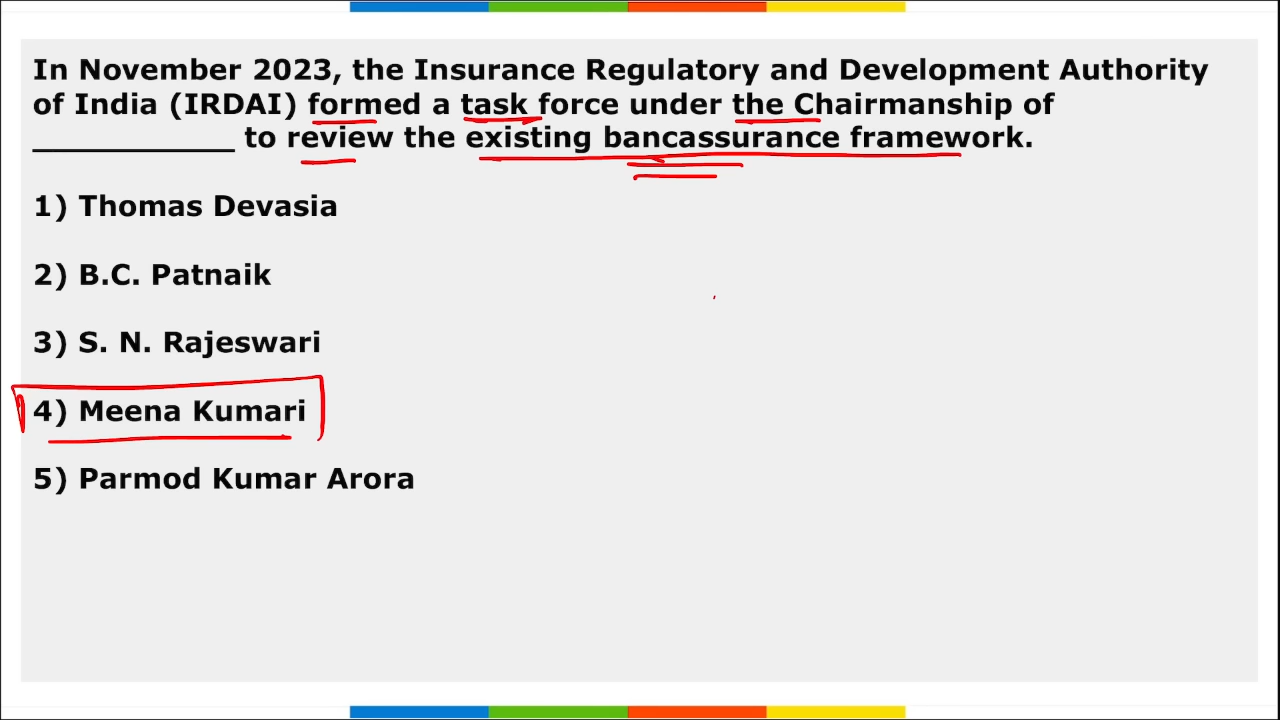 In November 2023, the Insurance Regulatory and Development Authority
of India (IRDAI) formed a task force under the Chairmanship of
____________ to review the existing bancassurance framework.
1) Thomas Devasia
2) B.C. Patnaik
3) S. N. Rajeswari
4) Meena Kumari
5) Parmod Kumar Arora